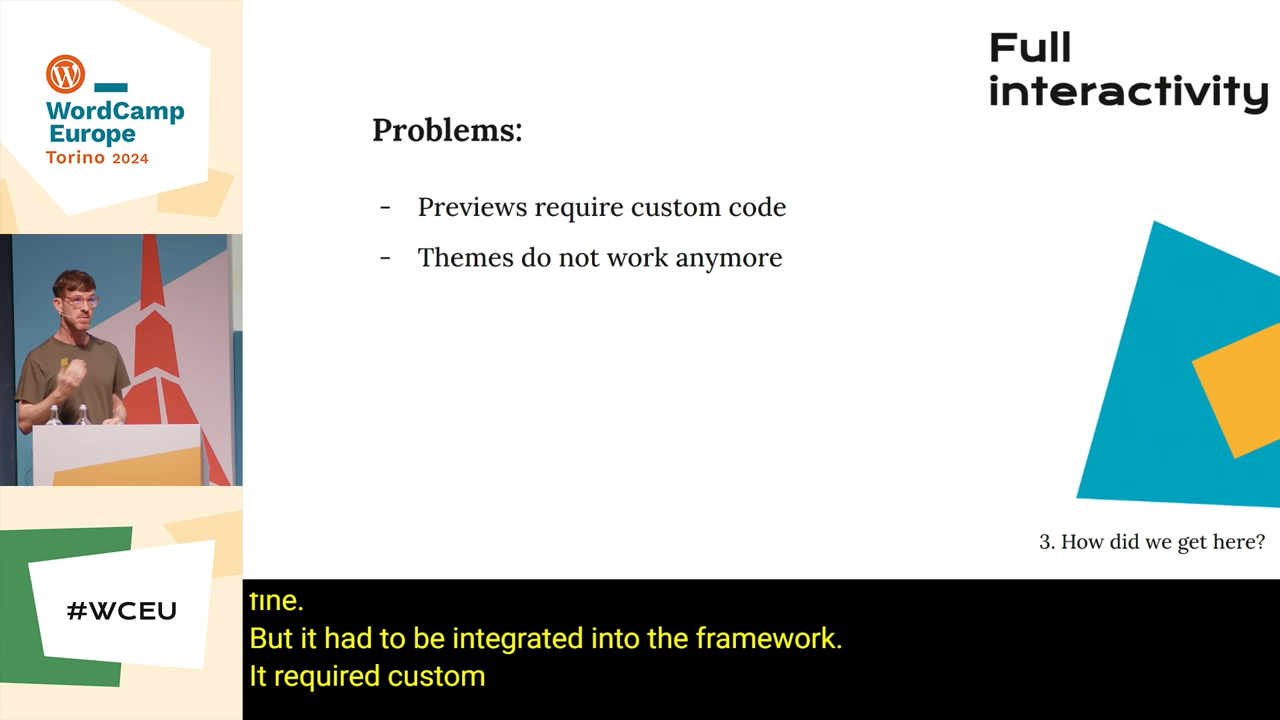 WordCamp
Europe
Torino 2024
#WCEU
Full
interactivity
Problems:
- Previews require custom code
- Themes do not work anymore
3. How did we get here?
fine.
But it had to be integrated into the framework.
It required custom